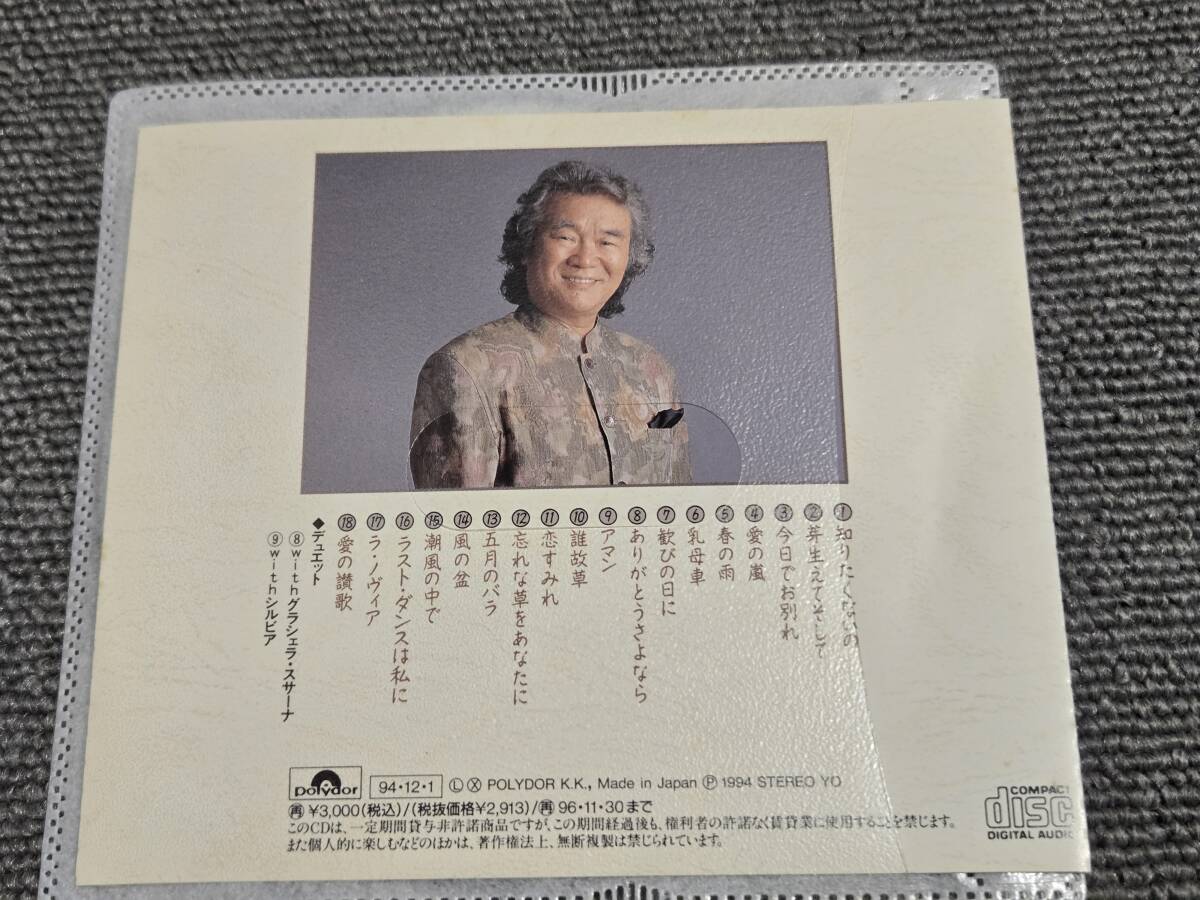 ①知りたくないの
②芽生えてそして
③今日でお別れ
④愛の嵐
⑤春の雨
⑥乳母車
⑦歓びの日に
⑧ありがとうさよなら
⑨アマン
⑩誰故草
⑪恋すみれ
⑫忘れな草をあなたに
⑬五月のバラ
⑭風の盆
⑮潮風の中で
⑯ラスト・ダンスは私に
⑰ラ・ノヴィア
⑱愛の讃歌
◆デュエット
⑧withグラシェラ・スサーナ
⑨withシルビア
polydor 94・12・1 Ⓛ Ⓧ POLYDOR K.K., Made in Japan Ⓟ 1994 STEREO YO
再 ¥3,000(税込)/(税抜価格¥2,913)/再 96・11・30まで
このCDは、一定期間貸与非許諾商品ですが、この期間経過後も、権利者の許諾なく賃貸業に使用することを禁じます。
また個人的に楽しむなどのほかは、著作権法上、無断複製は禁じられています。
COMPACT
disc
DIGITAL AUDIO